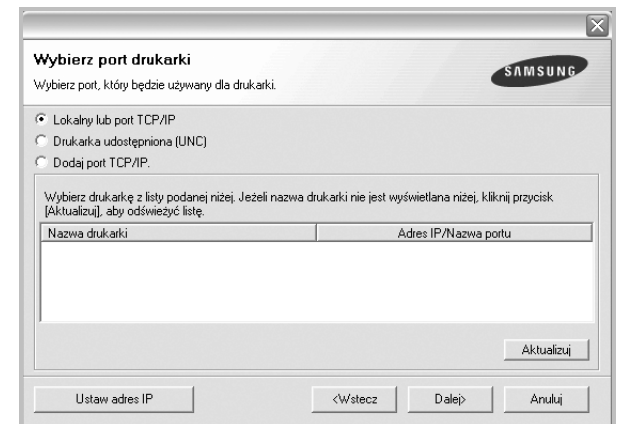 Wybierz port drukarki
Wybierz port, który będzie używany dla drukarki.
SAMSUNG
Lokalny lub port TCP/IP
Drukarka udostępniona (UNC)
Dodaj port TCP/IP.
Wybierz drukarkę z listy podanej niżej. Jeżeli nazwa drukarki nie jest wyświetlana niżej, kliknij przycisk
[Aktualizuj], aby odświeżyć listę.
Nazwa drukarki Adres IP/Nazwa portu
Aktualizuj
Ustaw adres IP <Wstecz Dalej> Anuluj